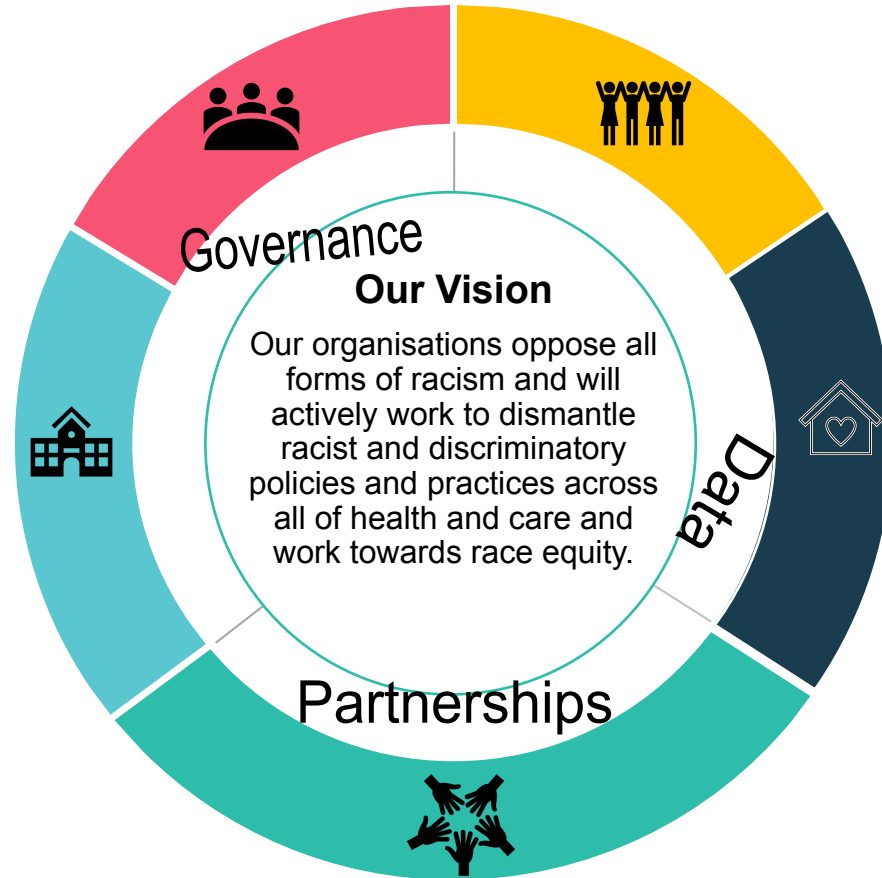 Governance
Our Vision
Our organisations oppose all
forms of racism and will
actively work to dismantle
racist and discriminatory
policies and practices across
all of health and care and
work towards race equity.
Data
Partnerships